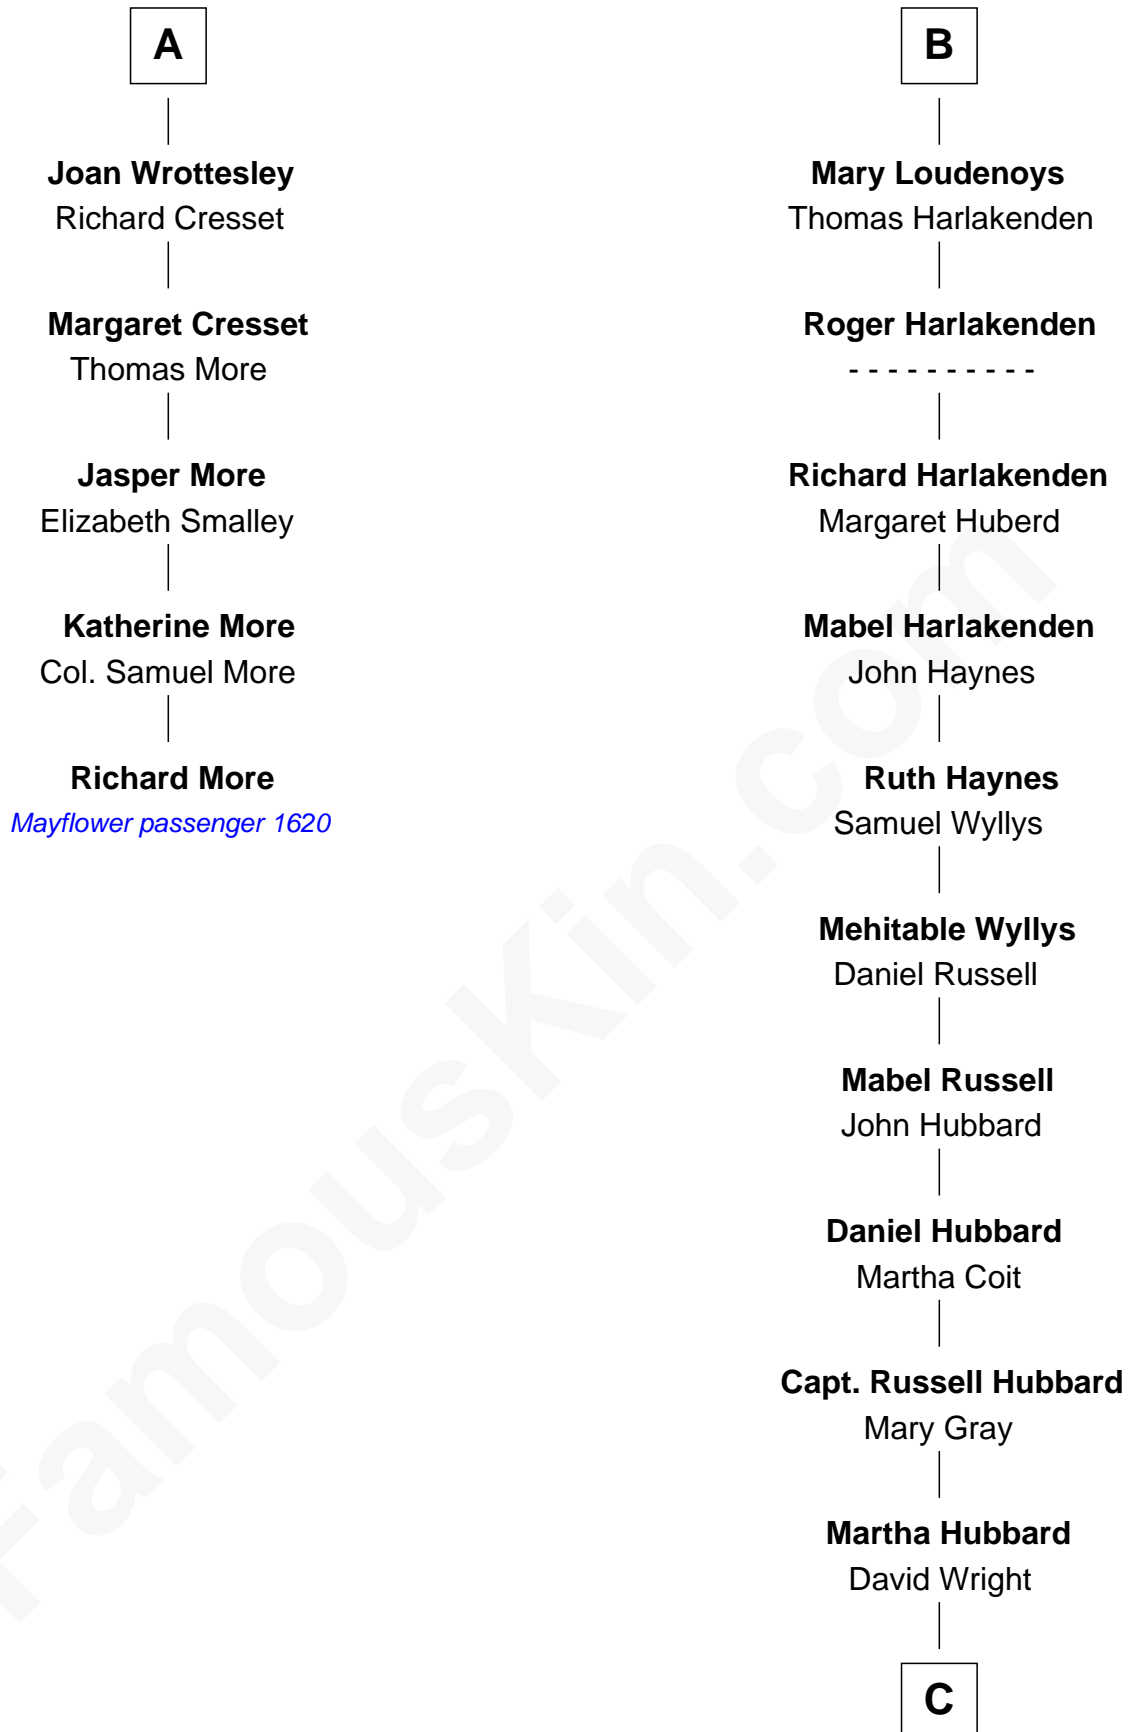 A
Joan Wrottesley
Richard Cresset
Margaret Cresset
Thomas More
Jasper More
Elizabeth Smalley
Katherine More
Col. Samuel More
Richard More
Mayflower passenger 1620
B
Mary Loudenoys
Thomas Harlakenden
Roger Harlakenden
- - - - - - - - - -
Richard Harlakenden
Margaret Huberd
Mabel Harlakenden
John Haynes
Ruth Haynes
Samuel Wyllys
Mehitable Wyllys
Daniel Russell
Mabel Russell
John Hubbard
Daniel Hubbard
Martha Coit
Capt. Russell Hubbard
Mary Gray
Martha Hubbard
David Wright
C
FamousKin.com